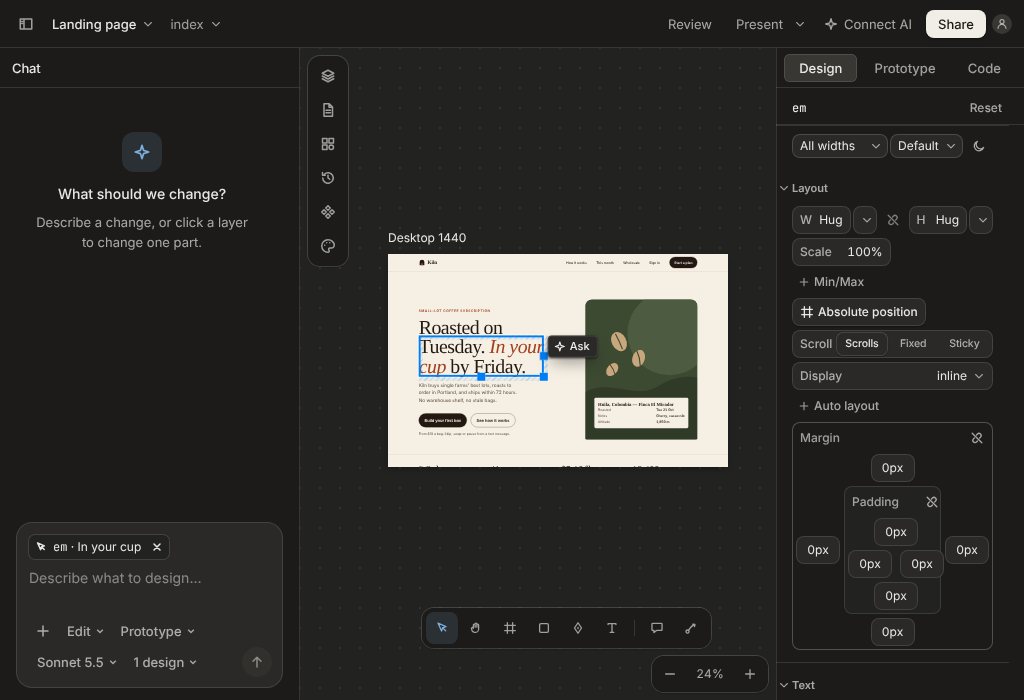 Landing page
index
Review
Present
Connect AI
Share
Chat
What should we change?
Describe a change, or click a layer
to change one part.
em · In your cup
Describe what to design...
Edit
Prototype
Sonnet 5.5
1 design
Desktop 1440
Kiln
How it works
This month
Wholesale
Sign in
Start a plan
SMALL-LOT COFFEE SUBSCRIPTION
Roasted on
Tuesday. In your
cup by Friday.
Kiln buys single farms' best lots, roasts to
order in Portland, and ships within 72 hours.
No warehouse shelf, no stale bags.
Build your first box
See how it works
Huila, Colombia — Finca El Mirador
Roasted
Tue 21 Oct
Notes
Altitude
Ask
24%
Design
Prototype
Code
em
Reset
All widths
Default
Layout
W Hug
H Hug
Scale 100%
Min/Max
Absolute position
Scroll
Scrolls
Fixed
Sticky
Display
inline
Auto layout
Margin
0px
Padding
0px
0px
0px
0px
0px
0px
0px
Text